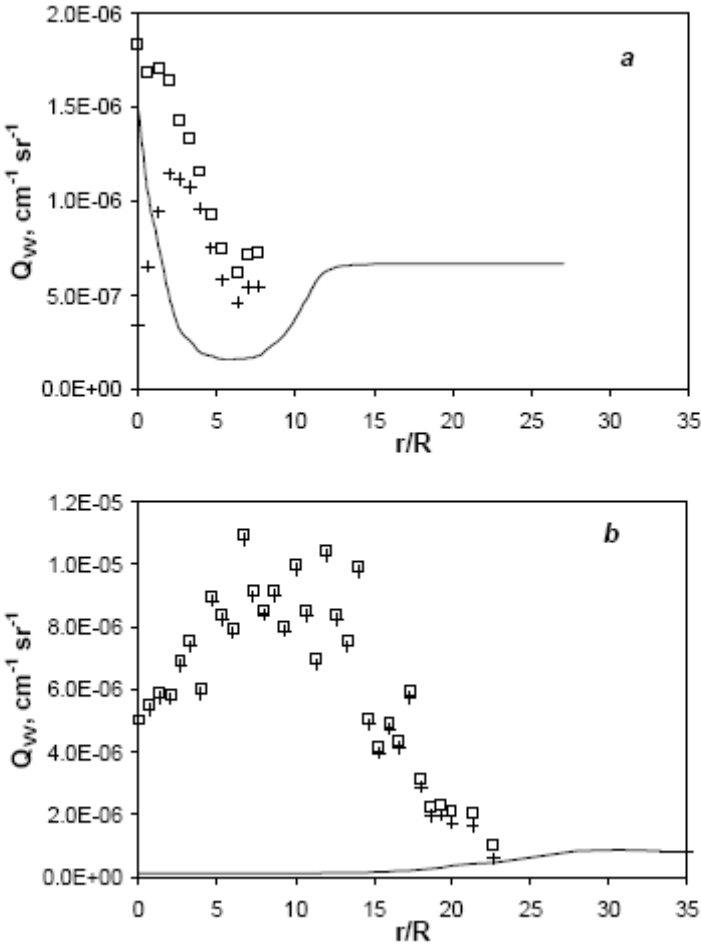 2.0E-06
a
1.5E-06
1.0E-06
5.0E-07
0.0E+00
Q_VV, cm^-1 sr^-1
0 5 10 15 20 25 30 35
r/R
1.2E-05
b
1.0E-05
8.0E-06
6.0E-06
4.0E-06
2.0E-06
0.0E+00
Q_VV, cm^-1 sr^-1
0 5 10 15 20 25 30 35
r/R